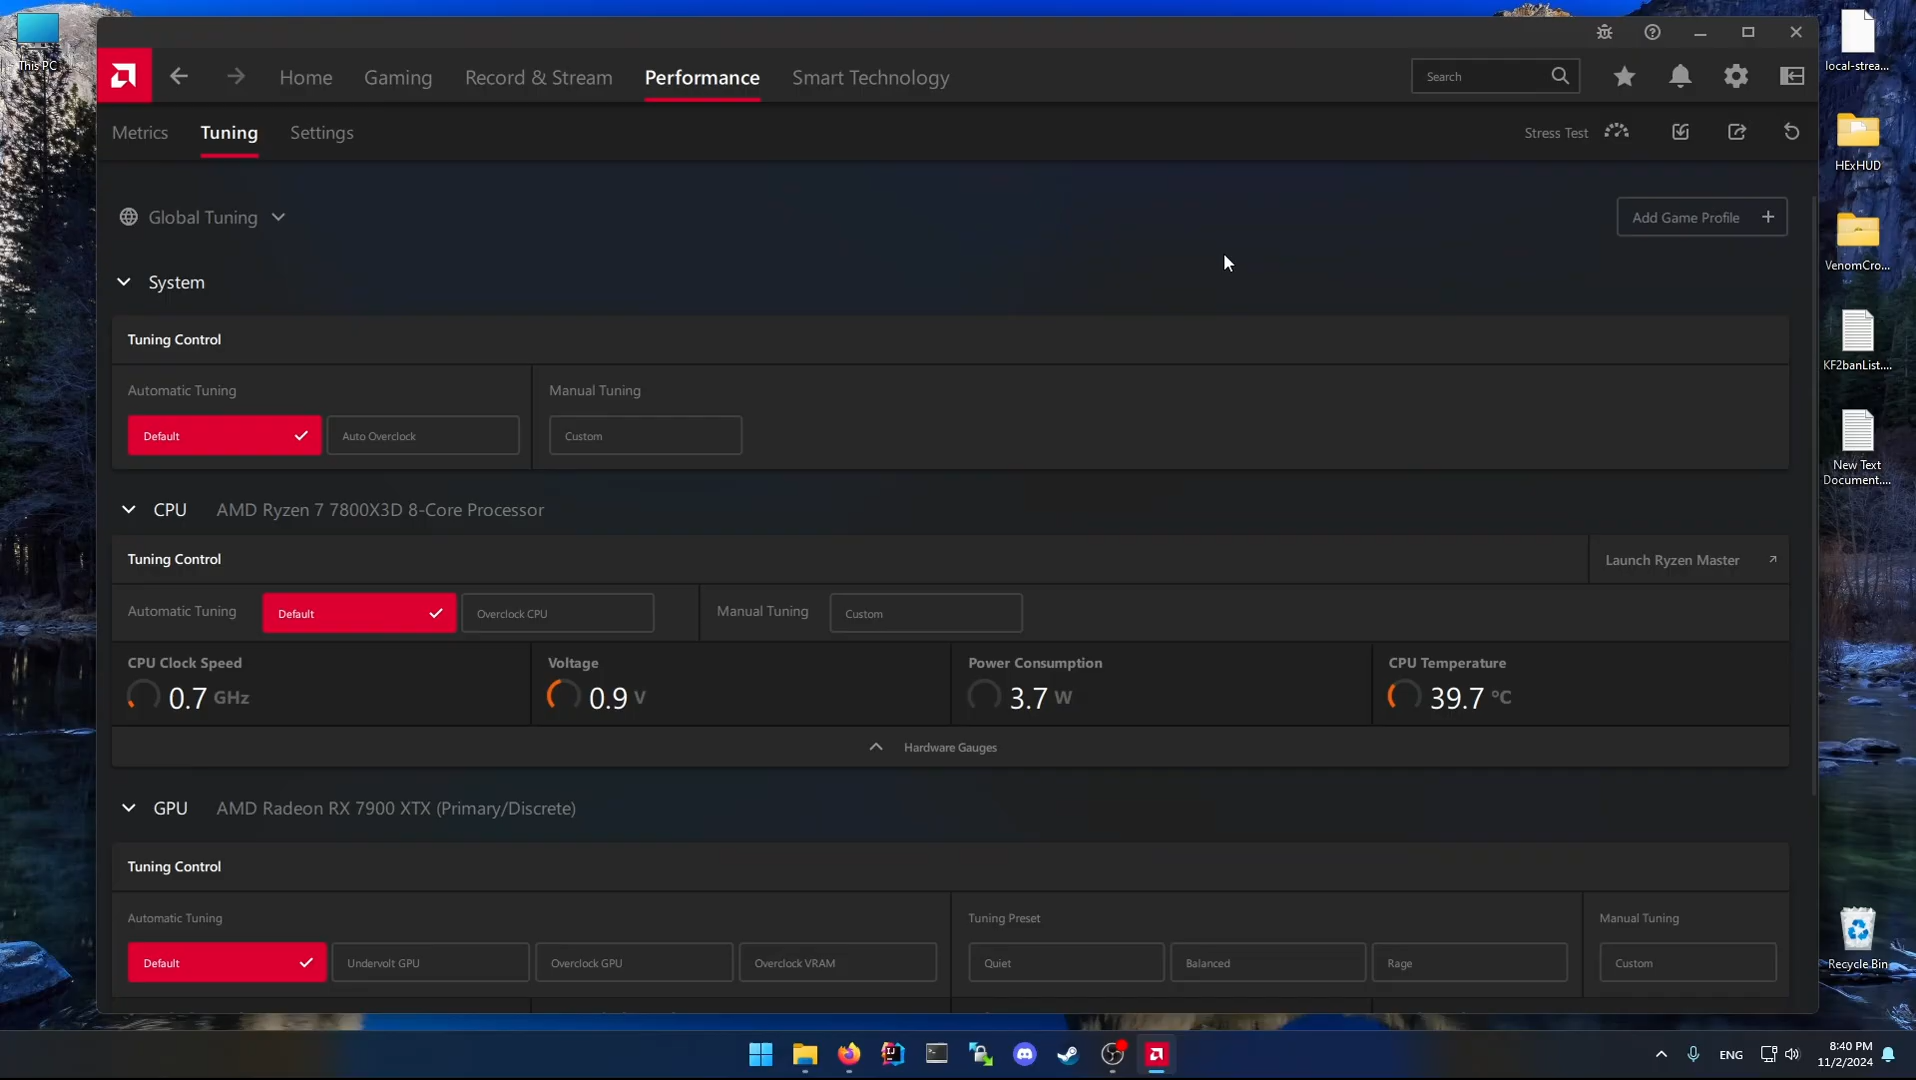 This PC
Home
Gaming
Record & Stream
Performance
Smart Technology
Search
local-strea...
Metrics
Tuning
Settings
Stress Test
HExHUD
Global Tuning
Add Game Profile
VenomCro...
System
Tuning Control
KF2banList....
Automatic Tuning
Manual Tuning
Default
Auto Overclock
Custom
New Text
Document....
CPU AMD Ryzen 7 7800X3D 8-Core Processor
Tuning Control
Launch Ryzen Master
Automatic Tuning
Default
Overclock CPU
Manual Tuning
Custom
CPU Clock Speed
0.7 GHz
Voltage
0.9 V
Power Consumption
3.7 W
CPU Temperature
39.7 °C
Hardware Gauges
GPU AMD Radeon RX 7900 XTX (Primary/Discrete)
Tuning Control
Automatic Tuning
Default
Undervolt GPU
Overclock GPU
Overclock VRAM
Tuning Preset
Quiet
Balanced
Rage
Manual Tuning
Custom
Recycle Bin
ENG
8:40 PM
11/2/2024